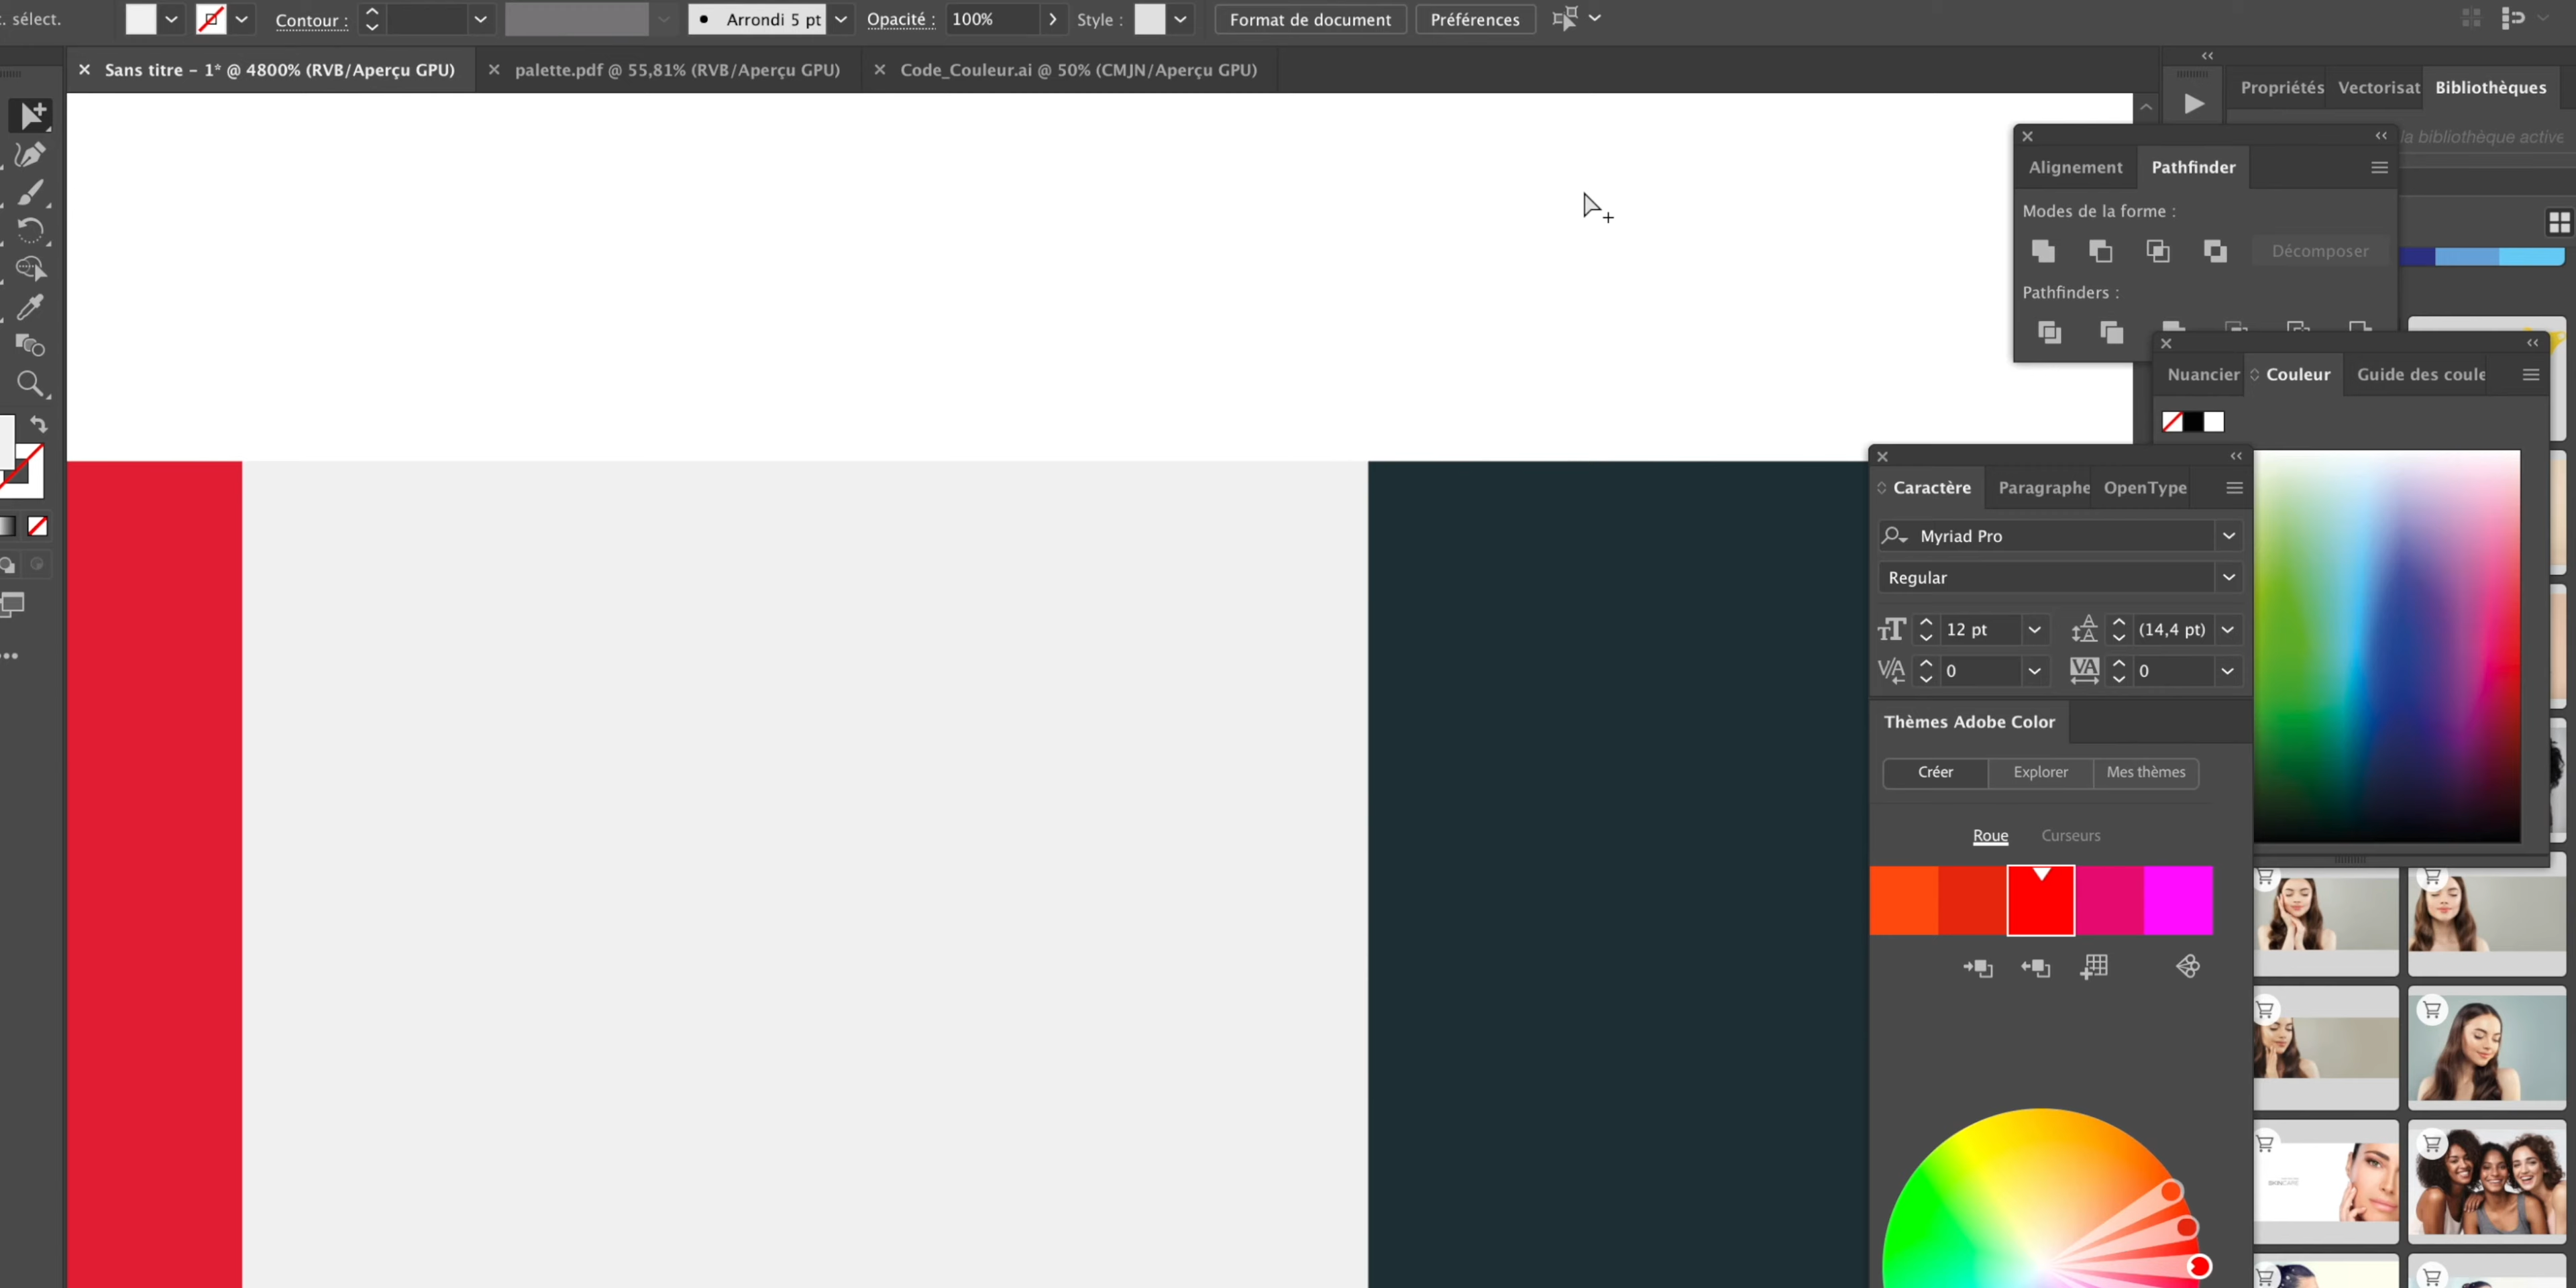 : sélect.
Contour :
Arrondi 5 pt
Opacité :
100%
Style :
Format de document
Préférences
Sans titre – 1* @ 4800% (RVB/Aperçu GPU)
palette.pdf @ 55,81% (RVB/Aperçu GPU)
Code_Couleur.ai @ 50% (CMJN/Aperçu GPU)
Propriétés
Vectorisat
Bibliothèques
la bibliothèque active
Alignement
Pathfinder
Modes de la forme :
Décomposer
Pathfinders :
Nuancier
Couleur
Guide des coule
Caractère
Paragraphe
OpenType
Myriad Pro
Regular
12 pt
(14,4 pt)
0
0
Thèmes Adobe Color
Créer
Explorer
Mes thèmes
Roue
Curseurs
SKINCARE